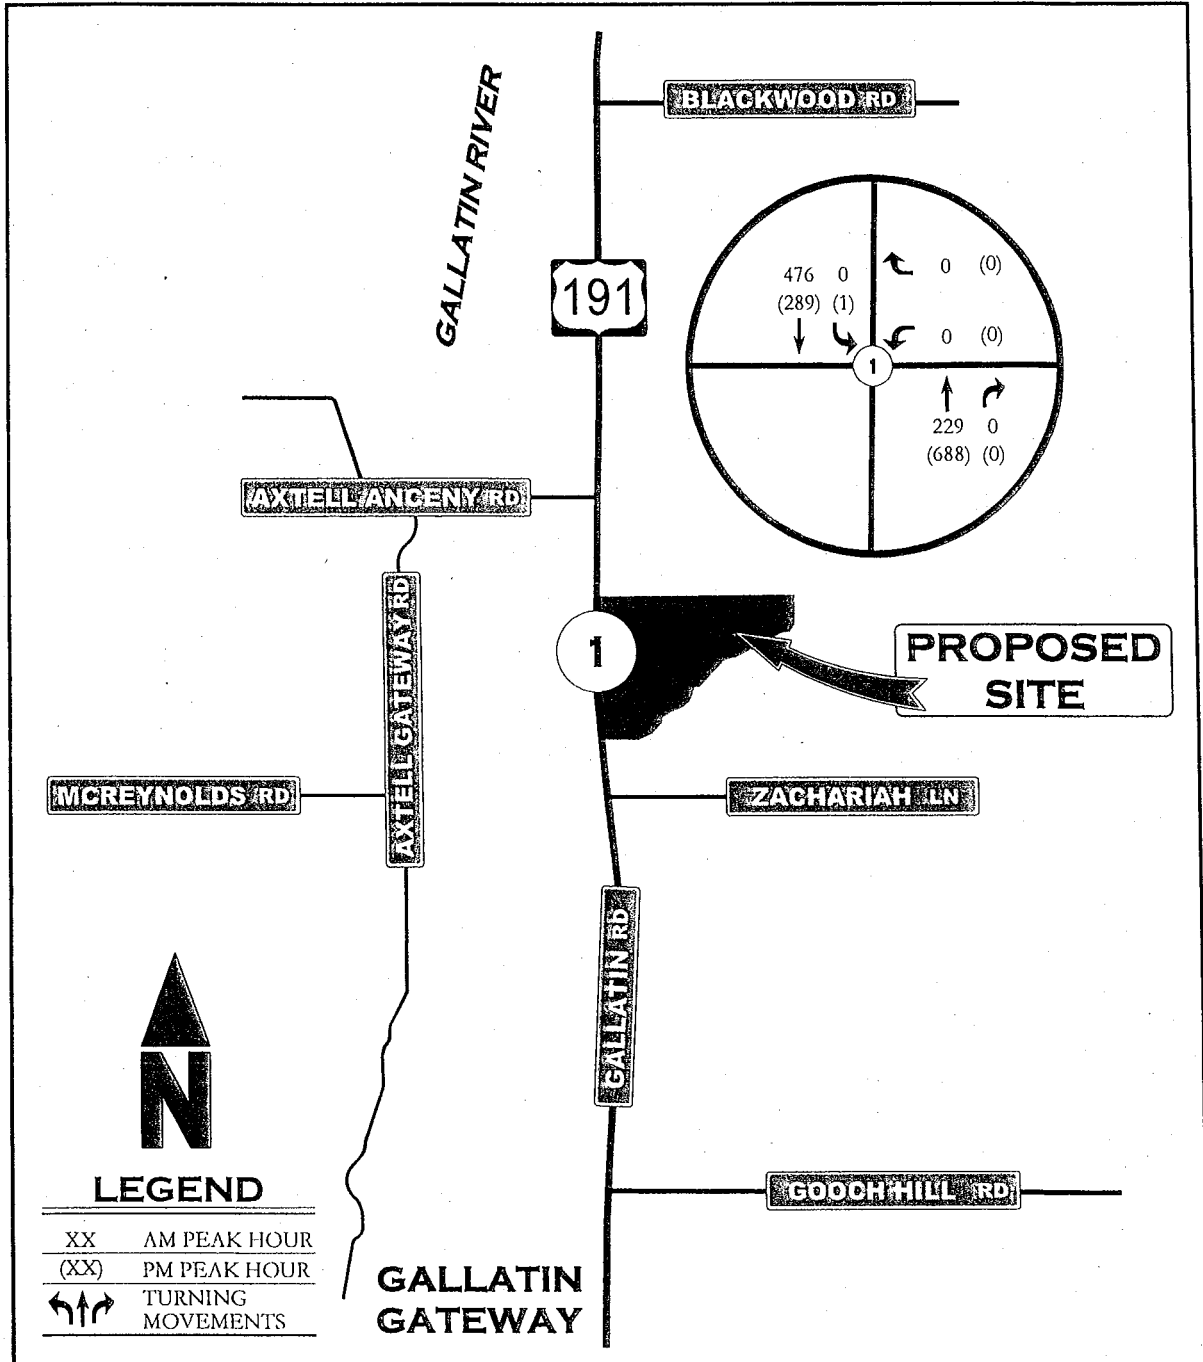 BLACKWOOD RD
GALLATIN RIVER
191
476 0
(289) (1)
0 (0)
0 (0)
1
229 0
(688) (0)
AXTELL ANCENY RD
AXTELL GATEWAY RD
1
PROPOSED
SITE
MCREYNOLDS RD
ZACHARIAH LN
GALLATIN RD
N
LEGEND
XX AM PEAK HOUR
(XX) PM PEAK HOUR
TURNING
MOVEMENTS
GOOCH HILL RD
GALLATIN
GATEWAY